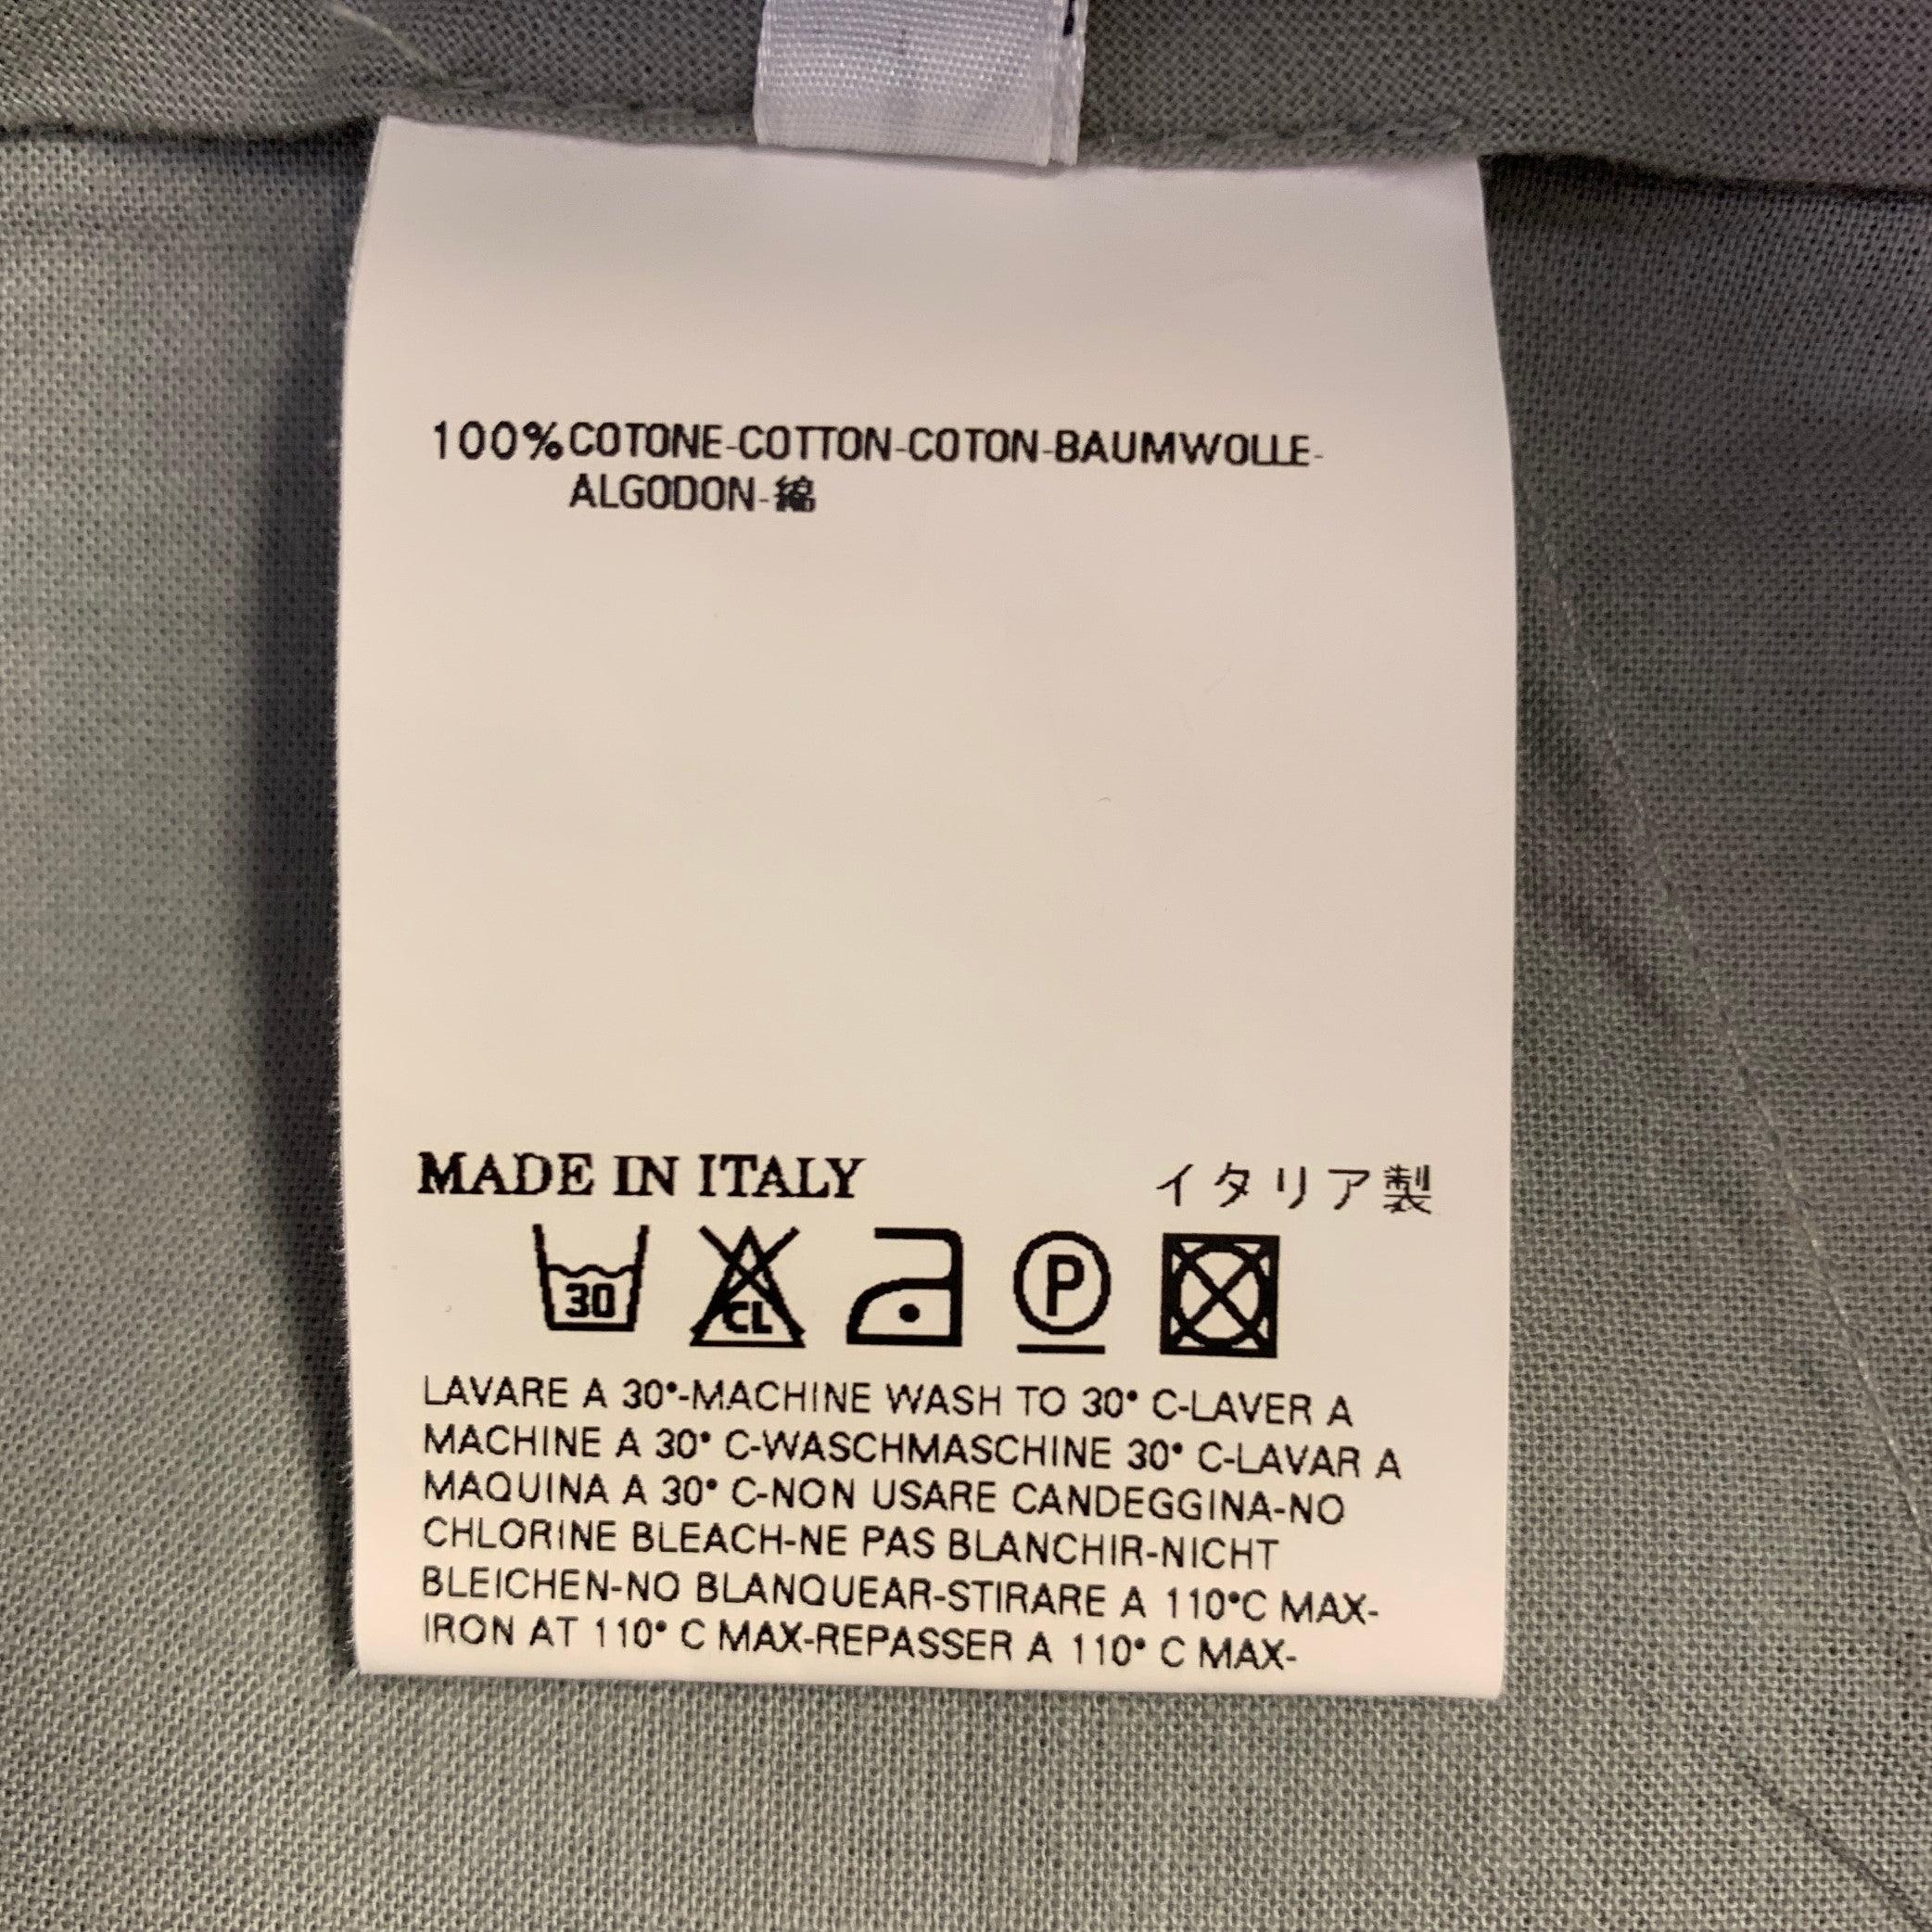 100% COTONE-COTTON-COTON-BAUMWOLLE-
ALGODON-綿
MADE IN ITALY イタリア製
30 CL P
LAVARE A 30°-MACHINE WASH TO 30° C-LAVER A
MACHINE A 30° C-WASCHMASCHINE 30° C-LAVAR A
MAQUINA A 30° C-NON USARE CANDEGGINA-NO
CHLORINE BLEACH-NE PAS BLANCHIR-NICHT
BLEICHEN-NO BLANQUEAR-STIRARE A 110°C MAX-
IRON AT 110° C MAX-REPASSER A 110° C MAX-